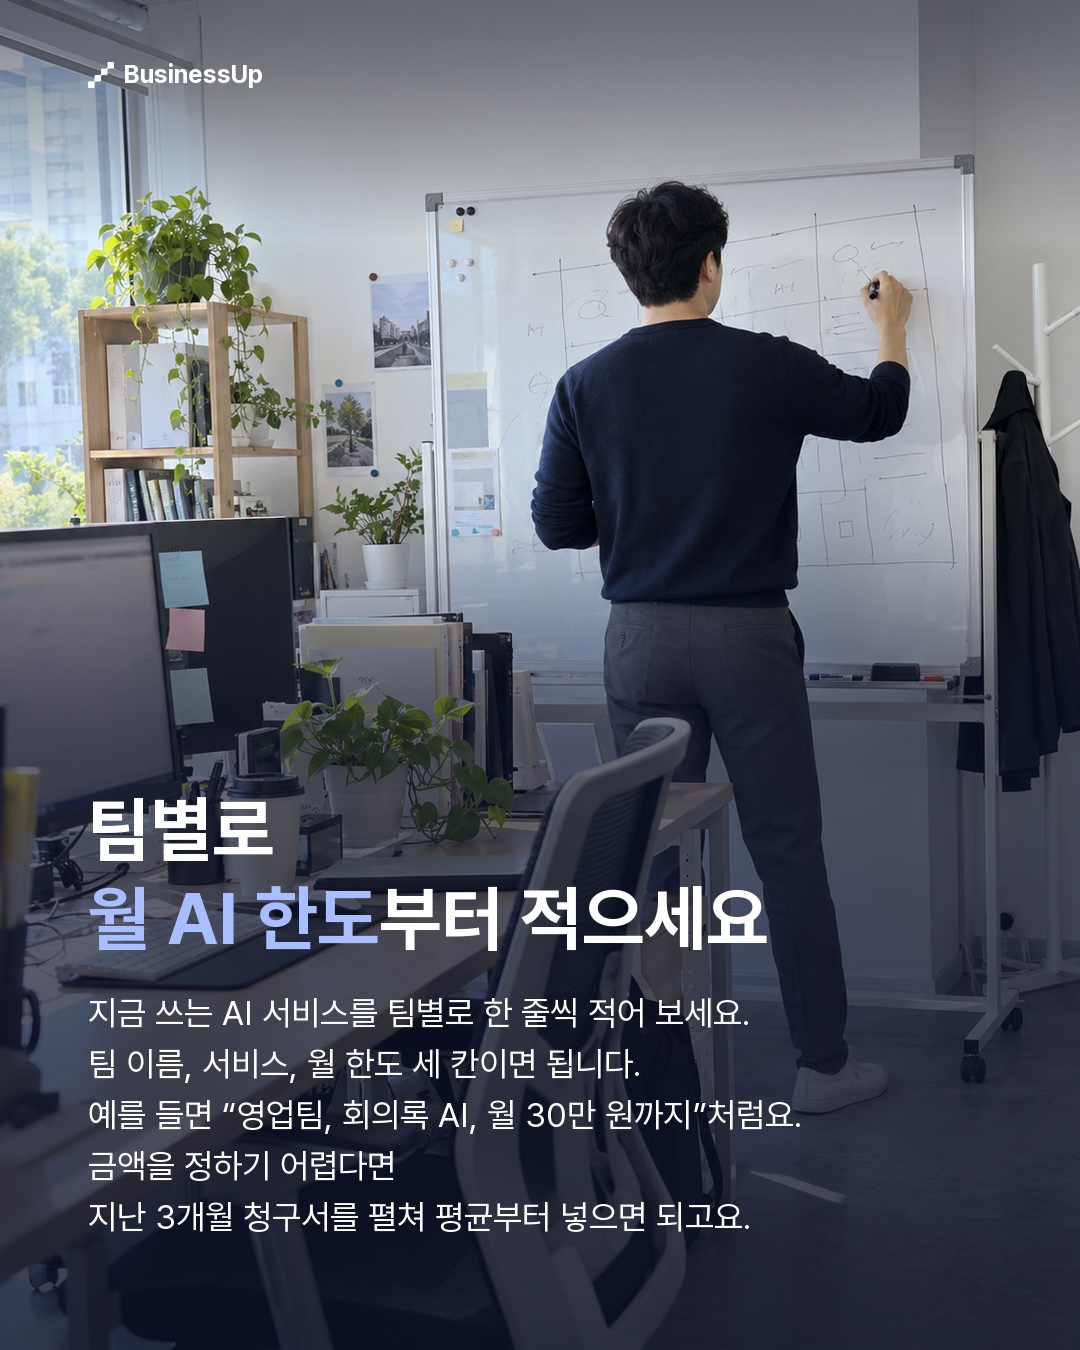 BusinessUp
팀별로
월 AI 한도부터 적으세요
지금 쓰는 AI 서비스를 팀별로 한 줄씩 적어 보세요.
팀 이름, 서비스, 월 한도 세 칸이면 됩니다.
예를 들면 “영업팀, 회의록 AI, 월 30만 원까지”처럼요.
금액을 정하기 어렵다면
지난 3개월 청구서를 펼쳐 평균부터 넣으면 되고요.